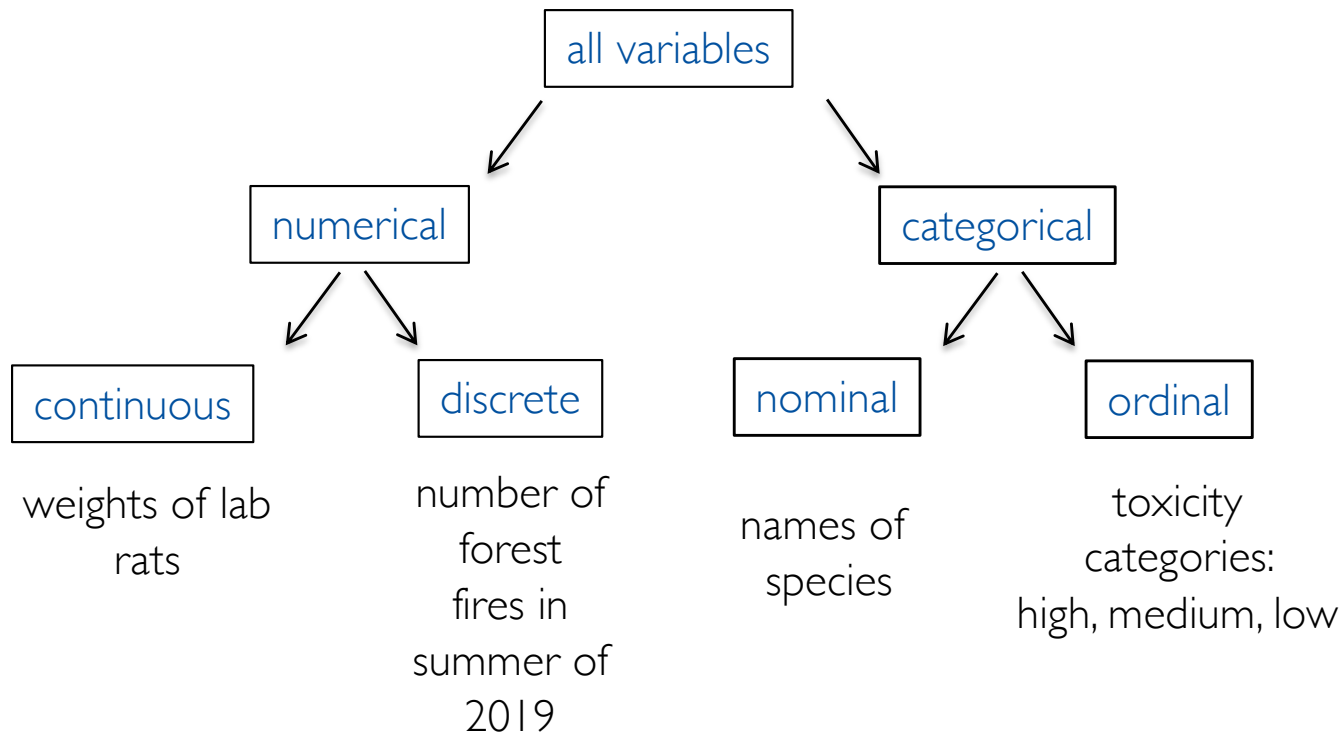 all variables
numerical
categorical
continuous
discrete
nominal
ordinal
weights of lab
rats
number of
forest
fires in
summer of
2019
names of
species
toxicity
categories:
high, medium, low